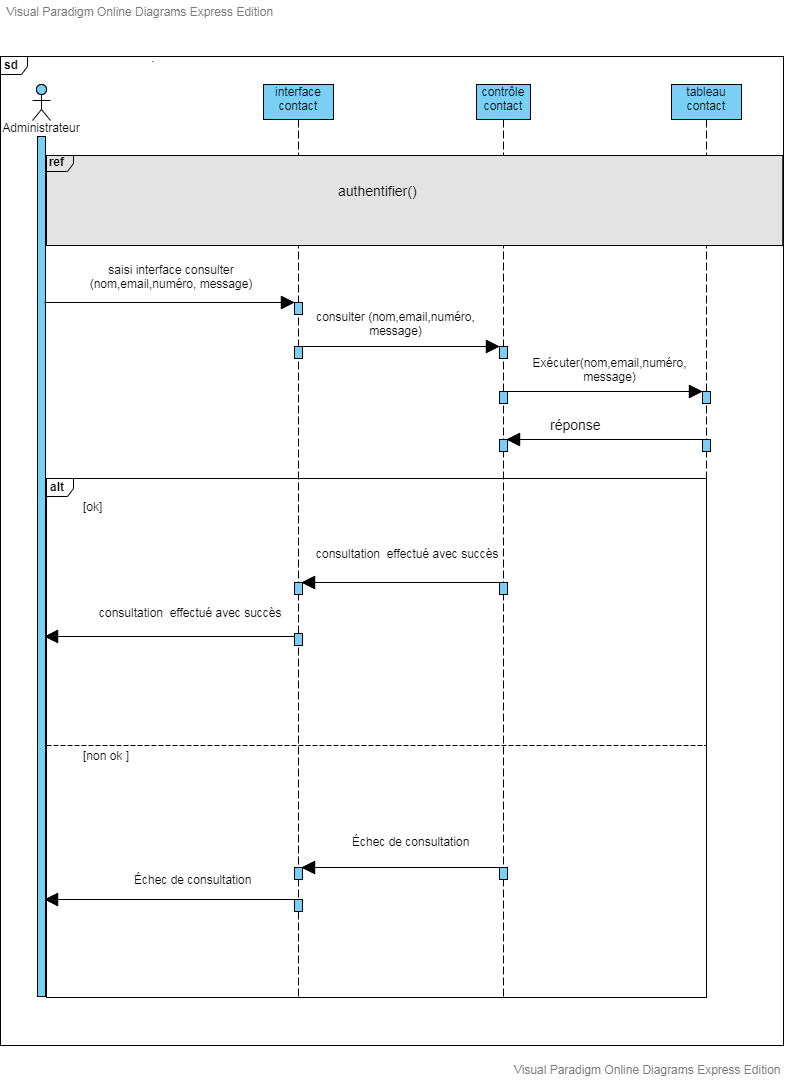 Visual Paradigm Online Diagrams Express Edition
sd
Administrateur
interface
contact
contrôle
contact
tableau
contact
ref
authentifier()
saisi interface consulter
(nom,email,numéro, message)
consulter (nom,email,numéro,
message)
Exécuter(nom,email,numéro,
message)
réponse
alt
[ok]
consultation effectué avec succès
consultation effectué avec succès
[non ok ]
Échec de consultation
Échec de consultation
Visual Paradigm Online Diagrams Express Edition